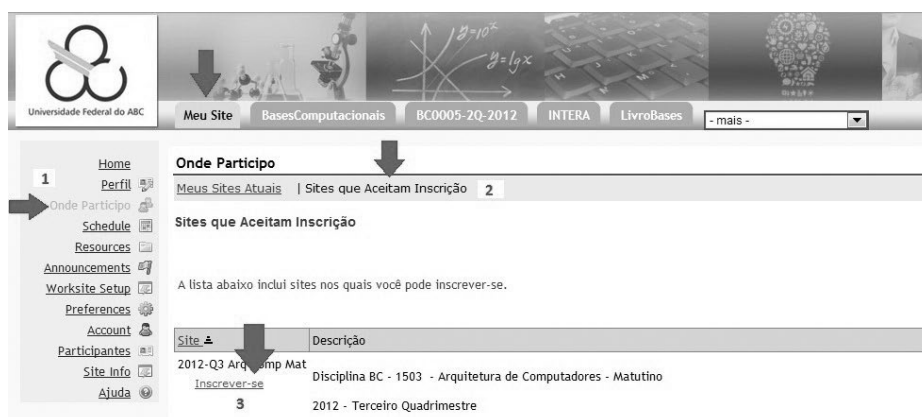 y=10x
y=lgx
Universidade Federal do ABC
Meu Site BasesComputacionais BC0005-2Q-2012 INTERA LivroBases - mais -
Home
1
Perfil
Onde Participo
Schedule
Resources
Announcements
Worksite Setup
Preferences
Account
Participantes
Site Info
Ajuda
Onde Participo
Meus Sites Atuais | Sites que Aceitam Inscrição 2
Sites que Aceitam Inscrição
A lista abaixo inclui sites nos quais você pode inscrever-se.
Site Descrição
2012-Q3 Mat
Inscrever-se
3
Disciplina BC - 1503 - Arquitetura de Computadores - Matutino
2012 - Terceiro Quadrimestre